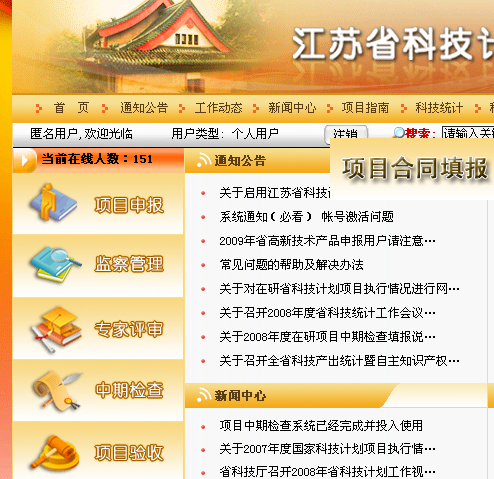 江苏省科技计
首 页
通知公告
工作动态
新闻中心
项目指南
科技统计
匿名用户,欢迎光临
用户类型: 个人用户
注销
搜索:
请输入关
当前在线人数：151
通知公告
项目合同填报
关于启用江苏省科技
系统通知（必看） 帐号激活问题
2009年省高新技术产品申报用户请注意…
常见问题的帮助及解决办法
关于对在研省科技计划项目执行情况进行网…
关于召开2008年度省科技统计工作会议…
关于2008年度在研项目中期检查填报说…
关于召开全省科技产出统计暨自主知识产权…
项目申报
监察管理
专家评审
中期检查
项目验收
新闻中心
项目中期检查系统已经完成并投入使用
关于2007年度国家科技计划项目执行情…
省科技厅召开2008年省科技计划工作视…